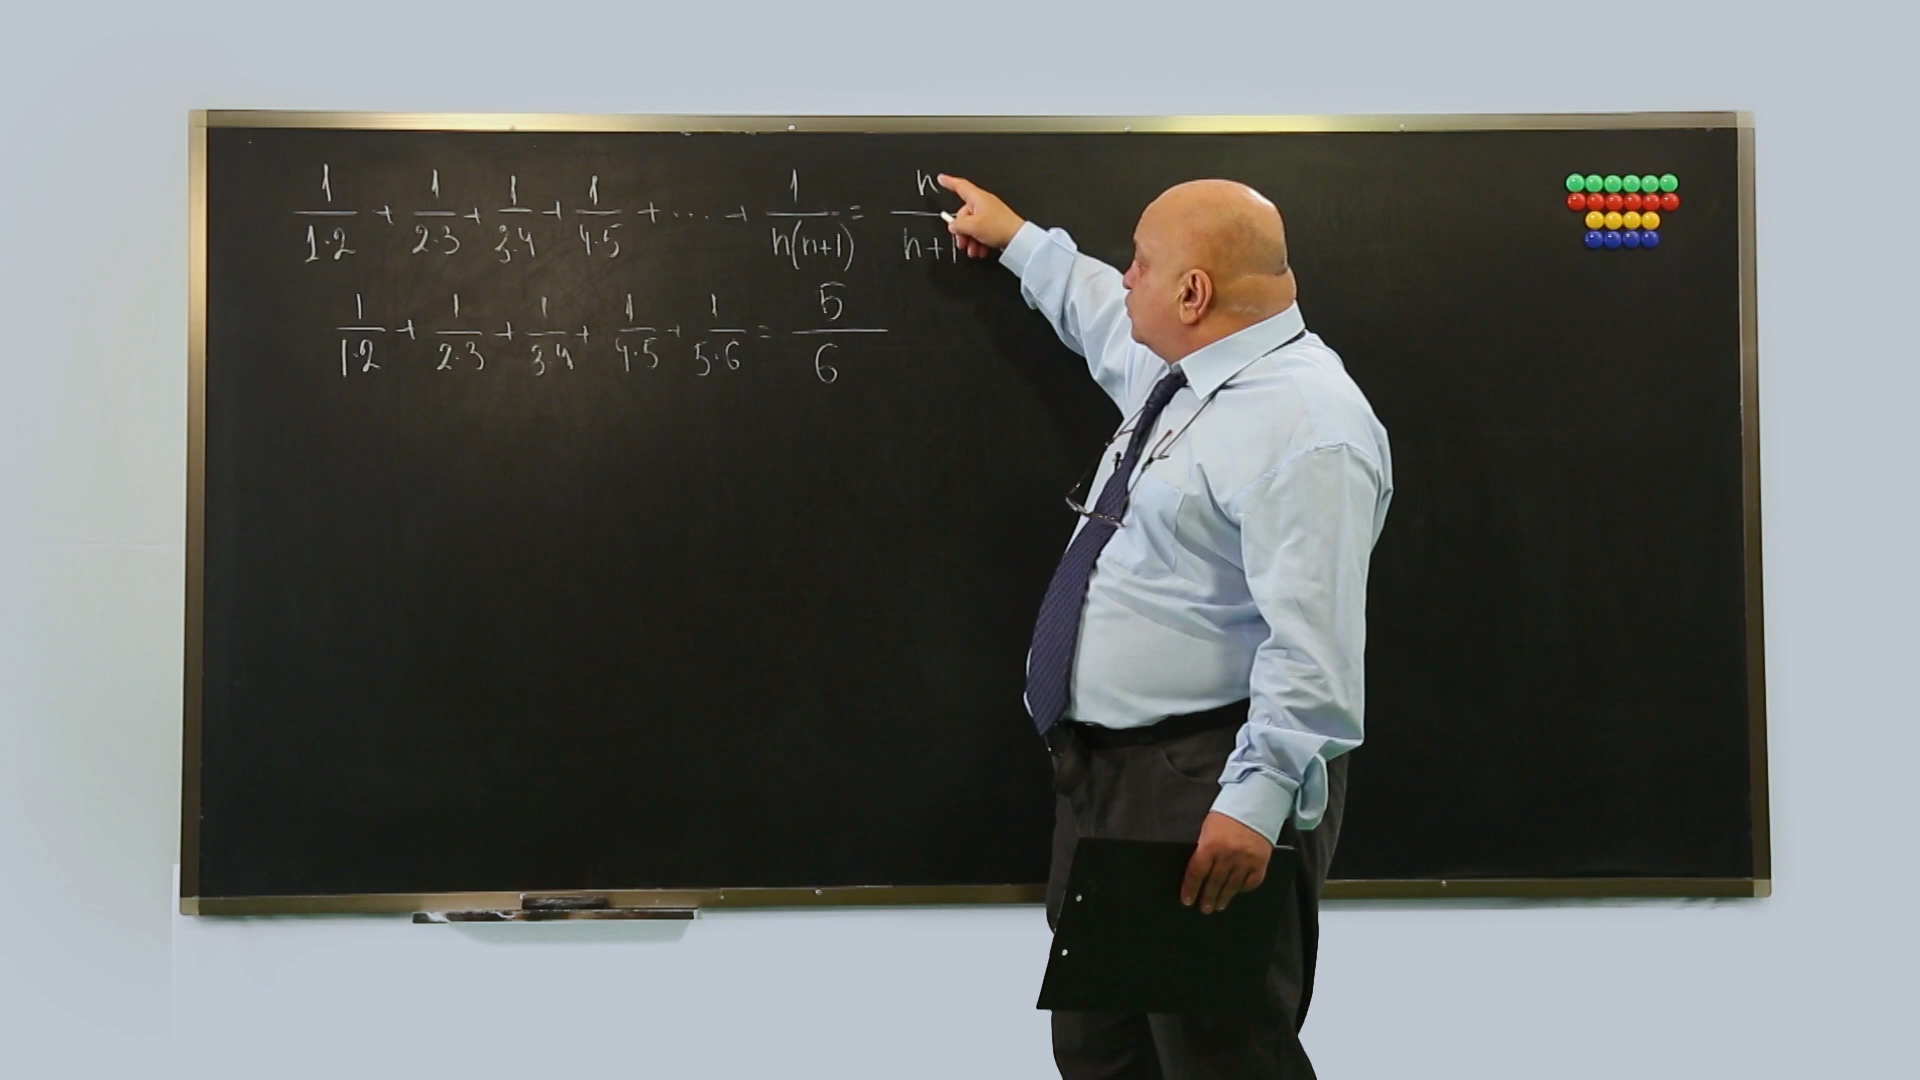 1/(1·2) + 1/(2·3) + 1/(3·4) + 1/(4·5) + ... + 1/(n(n+1)) = n/(n+1)
1/(1·2) + 1/(2·3) + 1/(3·4) + 1/(4·5) + 1/(5·6) = 5/6